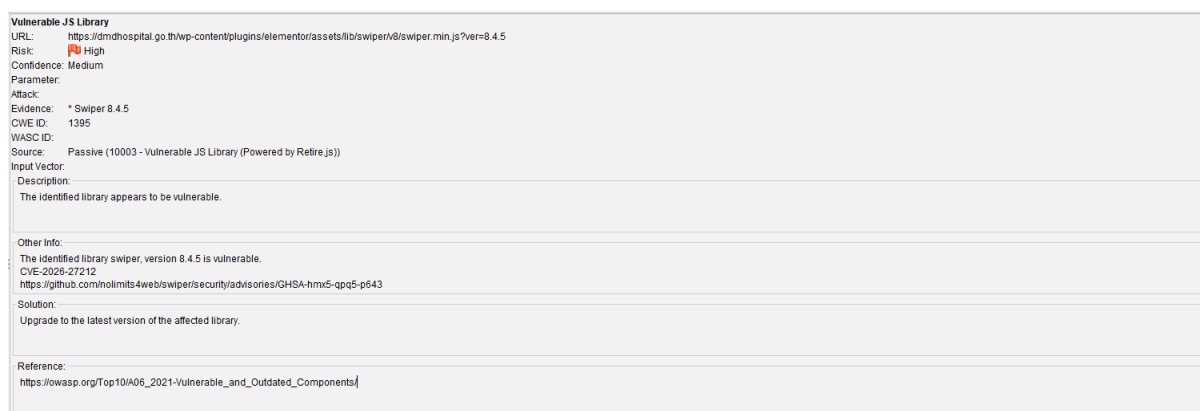 Vulnerable JS Library
URL: https://dmdhospital.go.th/wp-content/plugins/elementor/assets/lib/swiper/v8/swiper.min.js?ver=8.4.5
Risk: High
Confidence: Medium
Parameter:
Attack:
Evidence: * Swiper 8.4.5
CWE ID: 1395
WASC ID:
Source: Passive (10003 - Vulnerable JS Library (Powered by Retire.js))
Input Vector:
Description:
The identified library appears to be vulnerable.
Other Info:
The identified library swiper, version 8.4.5 is vulnerable.
CVE-2026-27212
https://github.com/nolimits4web/swiper/security/advisories/GHSA-hmx5-qpq5-p643
Solution:
Upgrade to the latest version of the affected library.
Reference:
https://owasp.org/Top10/A06_2021-Vulnerable_and_Outdated_Components/